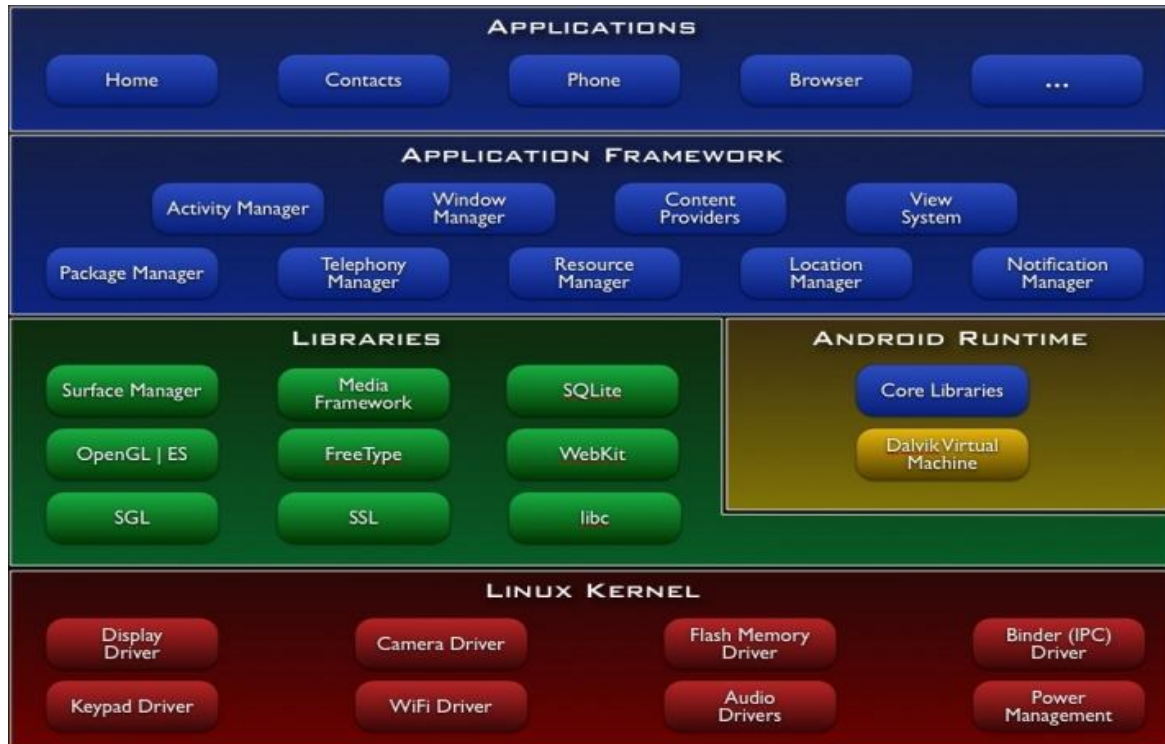 APPLICATIONS
Home
Contacts
Phone
Browser
...
APPLICATION FRAMEWORK
Activity Manager
Window
Manager
Content
Providers
View
System
Package Manager
Telephony
Manager
Resource
Manager
Location
Manager
Notification
Manager
LIBRARIES
Surface Manager
Media
Framework
SQLite
OpenGL | ES
FreeType
WebKit
SGL
SSL
libc
ANDROID RUNTIME
Core Libraries
Dalvik Virtual
Machine
LINUX KERNEL
Display
Driver
Camera Driver
Flash Memory
Driver
Binder (IPC)
Driver
Keypad Driver
WiFi Driver
Audio
Drivers
Power
Management